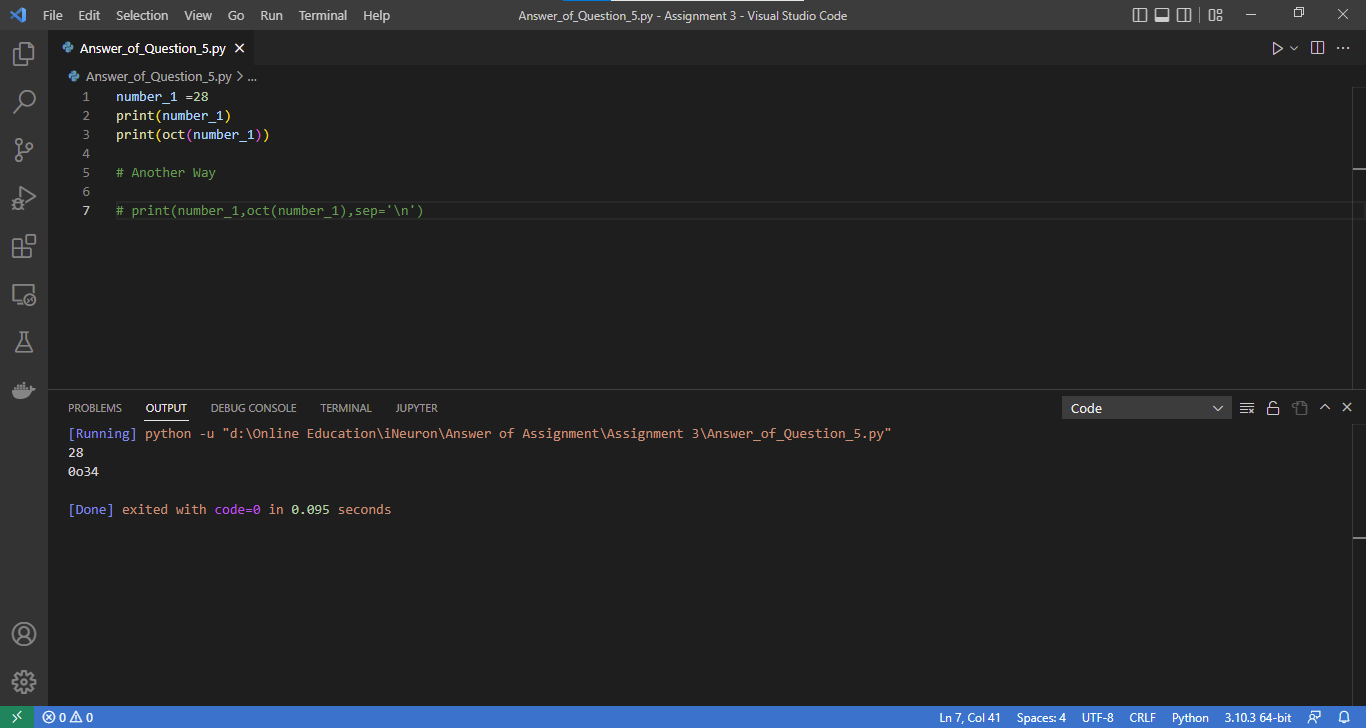 File Edit Selection View Go Run Terminal Help Answer_of_Question_5.py - Assignment 3 - Visual Studio Code
Answer_of_Question_5.py
Answer_of_Question_5.py > ...
1 number_1 =28
2 print(number_1)
3 print(oct(number_1))
4
5 # Another Way
6
7 # print(number_1,oct(number_1),sep='\n')
PROBLEMS OUTPUT DEBUG CONSOLE TERMINAL JUPYTER Code
[Running] python -u "d:\Online Education\iNeuron\Answer of Assignment\Assignment 3\Answer_of_Question_5.py"
28
0o34
[Done] exited with code=0 in 0.095 seconds
0 0 Ln 7, Col 41 Spaces: 4 UTF-8 CRLF Python 3.10.3 64-bit